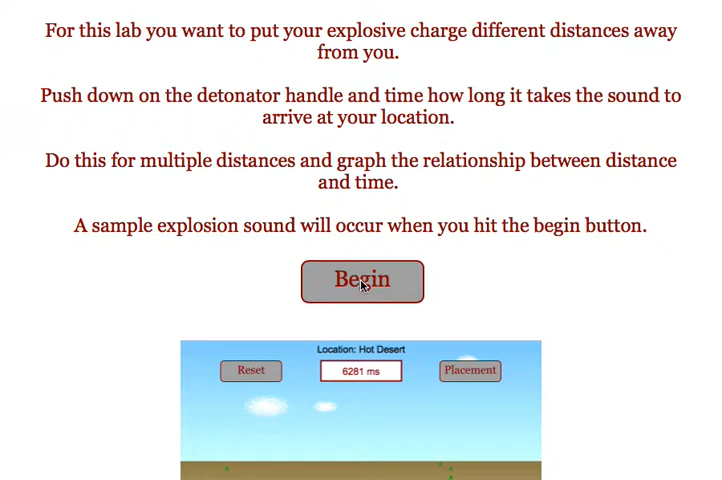 For this lab you want to put your explosive charge different distances away
from you.
Push down on the detonator handle and time how long it takes the sound to
arrive at your location.
Do this for multiple distances and graph the relationship between distance
and time.
A sample explosion sound will occur when you hit the begin button.
Begin
Location: Hot Desert
Reset
6281 ms
Placement